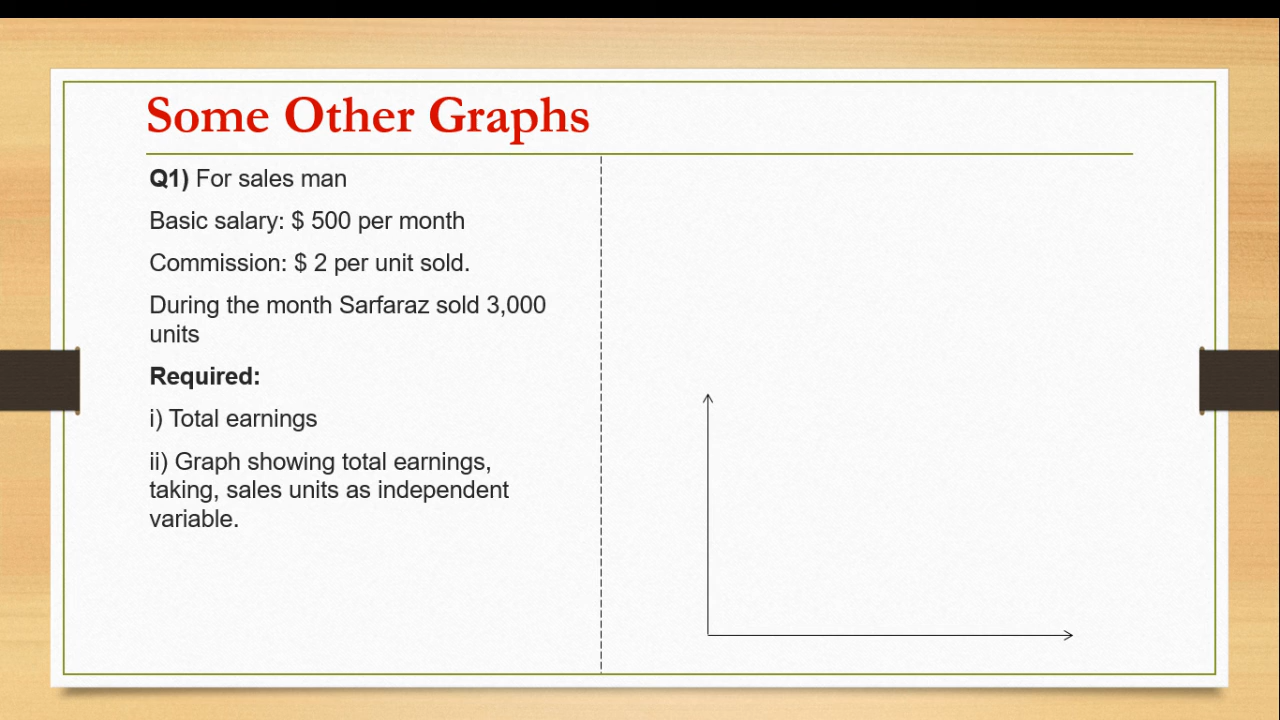 Some Other Graphs
Q1) For sales man
Basic salary: $ 500 per month
Commission: $ 2 per unit sold.
During the month Sarfaraz sold 3,000
units
Required:
i) Total earnings
ii) Graph showing total earnings,
taking, sales units as independent
variable.